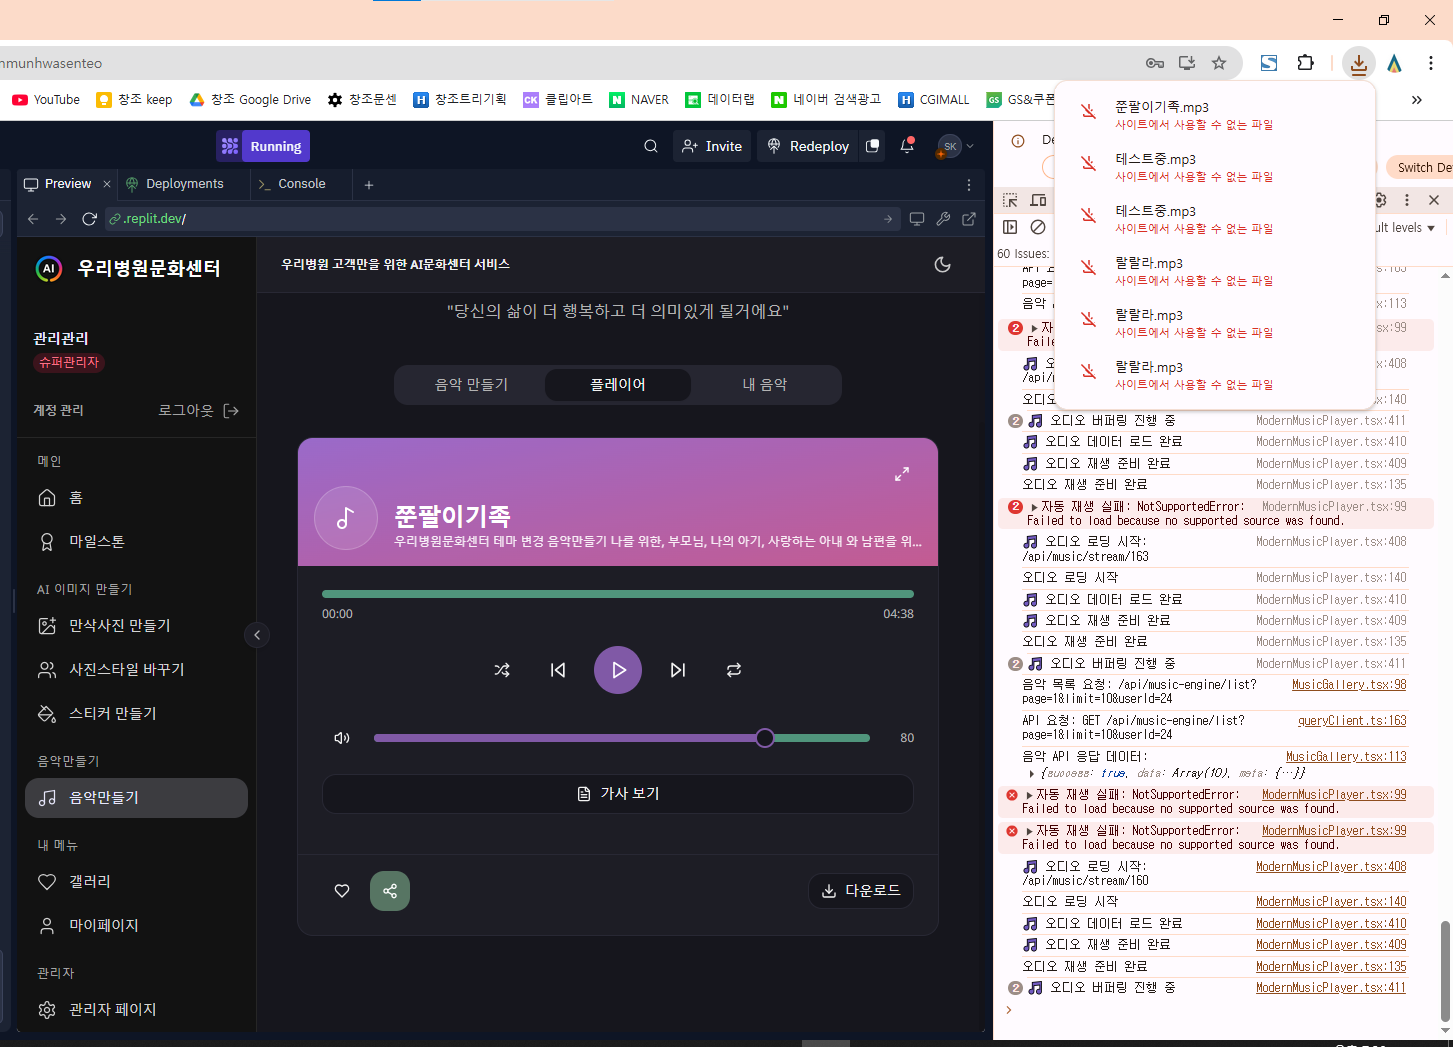 nmunhwasenteo
YouTube
창조 keep
창조 Google Drive
창조문센
창조트리기획
클립아트
NAVER
데이터랩
네이버 검색광고
CGIMALL
GS&쿠폰
»
쭌팔이기족.mp3
사이트에서 사용할 수 없는 파일
테스트중.mp3
사이트에서 사용할 수 없는 파일
테스트중.mp3
사이트에서 사용할 수 없는 파일
랄랄라.mp3
사이트에서 사용할 수 없는 파일
랄랄라.mp3
사이트에서 사용할 수 없는 파일
랄랄라.mp3
사이트에서 사용할 수 없는 파일
Running
Invite
Redeploy
SK
Preview
Deployments
Console
.replit.dev/
AI 우리병원문화센터
관리관리
슈퍼관리자
계정 관리
로그아웃
메인
홈
마일스톤
AI 이미지 만들기
만삭사진 만들기
사진스타일 바꾸기
스티커 만들기
음악만들기
음악만들기
내 메뉴
갤러리
마이페이지
관리자
관리자 페이지
우리병원 고객만을 위한 AI문화센터 서비스
"당신의 삶이 더 행복하고 더 의미있게 될거에요"
음악 만들기
플레이어
내 음악
쭌팔이기족
우리병원문화센터 테마 변경 음악만들기 나를 위한, 부모님, 나의 아기, 사랑하는 아내 와 남편을 위...
00:00
04:38
80
가사 보기
다운로드
De
Switch De
ult levels
60 Issues:
page=
음악
x:113
2 자
x:99
Faile
x:408
/api/m
오디오
x:140
2 오디오 버퍼링 진행 중 ModernMusicPlayer.tsx:411
오디오 데이터 로드 완료 ModernMusicPlayer.tsx:410
오디오 재생 준비 완료 ModernMusicPlayer.tsx:409
오디오 재생 준비 완료 ModernMusicPlayer.tsx:135
2 자동 재생 실패: NotSupportedError: ModernMusicPlayer.tsx:99
Failed to load because no supported source was found.
오디오 로딩 시작: ModernMusicPlayer.tsx:408
/api/music/stream/163
오디오 로딩 시작 ModernMusicPlayer.tsx:140
오디오 데이터 로드 완료 ModernMusicPlayer.tsx:410
오디오 재생 준비 완료 ModernMusicPlayer.tsx:409
오디오 재생 준비 완료 ModernMusicPlayer.tsx:135
2 오디오 버퍼링 진행 중 ModernMusicPlayer.tsx:411
음악 목록 요청: /api/music-engine/list? MusicGallery.tsx:98
page=1&limit=10&userId=24
API 요청: GET /api/music-engine/list? queryClient.ts:163
page=1&limit=10&userId=24
음악 API 응답 데이터: MusicGallery.tsx:113
{success: true, data: Array(10), meta: {…}}
자동 재생 실패: NotSupportedError: ModernMusicPlayer.tsx:99
Failed to load because no supported source was found.
자동 재생 실패: NotSupportedError: ModernMusicPlayer.tsx:99
Failed to load because no supported source was found.
오디오 로딩 시작: ModernMusicPlayer.tsx:408
/api/music/stream/160
오디오 로딩 시작 ModernMusicPlayer.tsx:140
오디오 데이터 로드 완료 ModernMusicPlayer.tsx:410
오디오 재생 준비 완료 ModernMusicPlayer.tsx:409
오디오 재생 준비 완료 ModernMusicPlayer.tsx:135
2 오디오 버퍼링 진행 중 ModernMusicPlayer.tsx:411